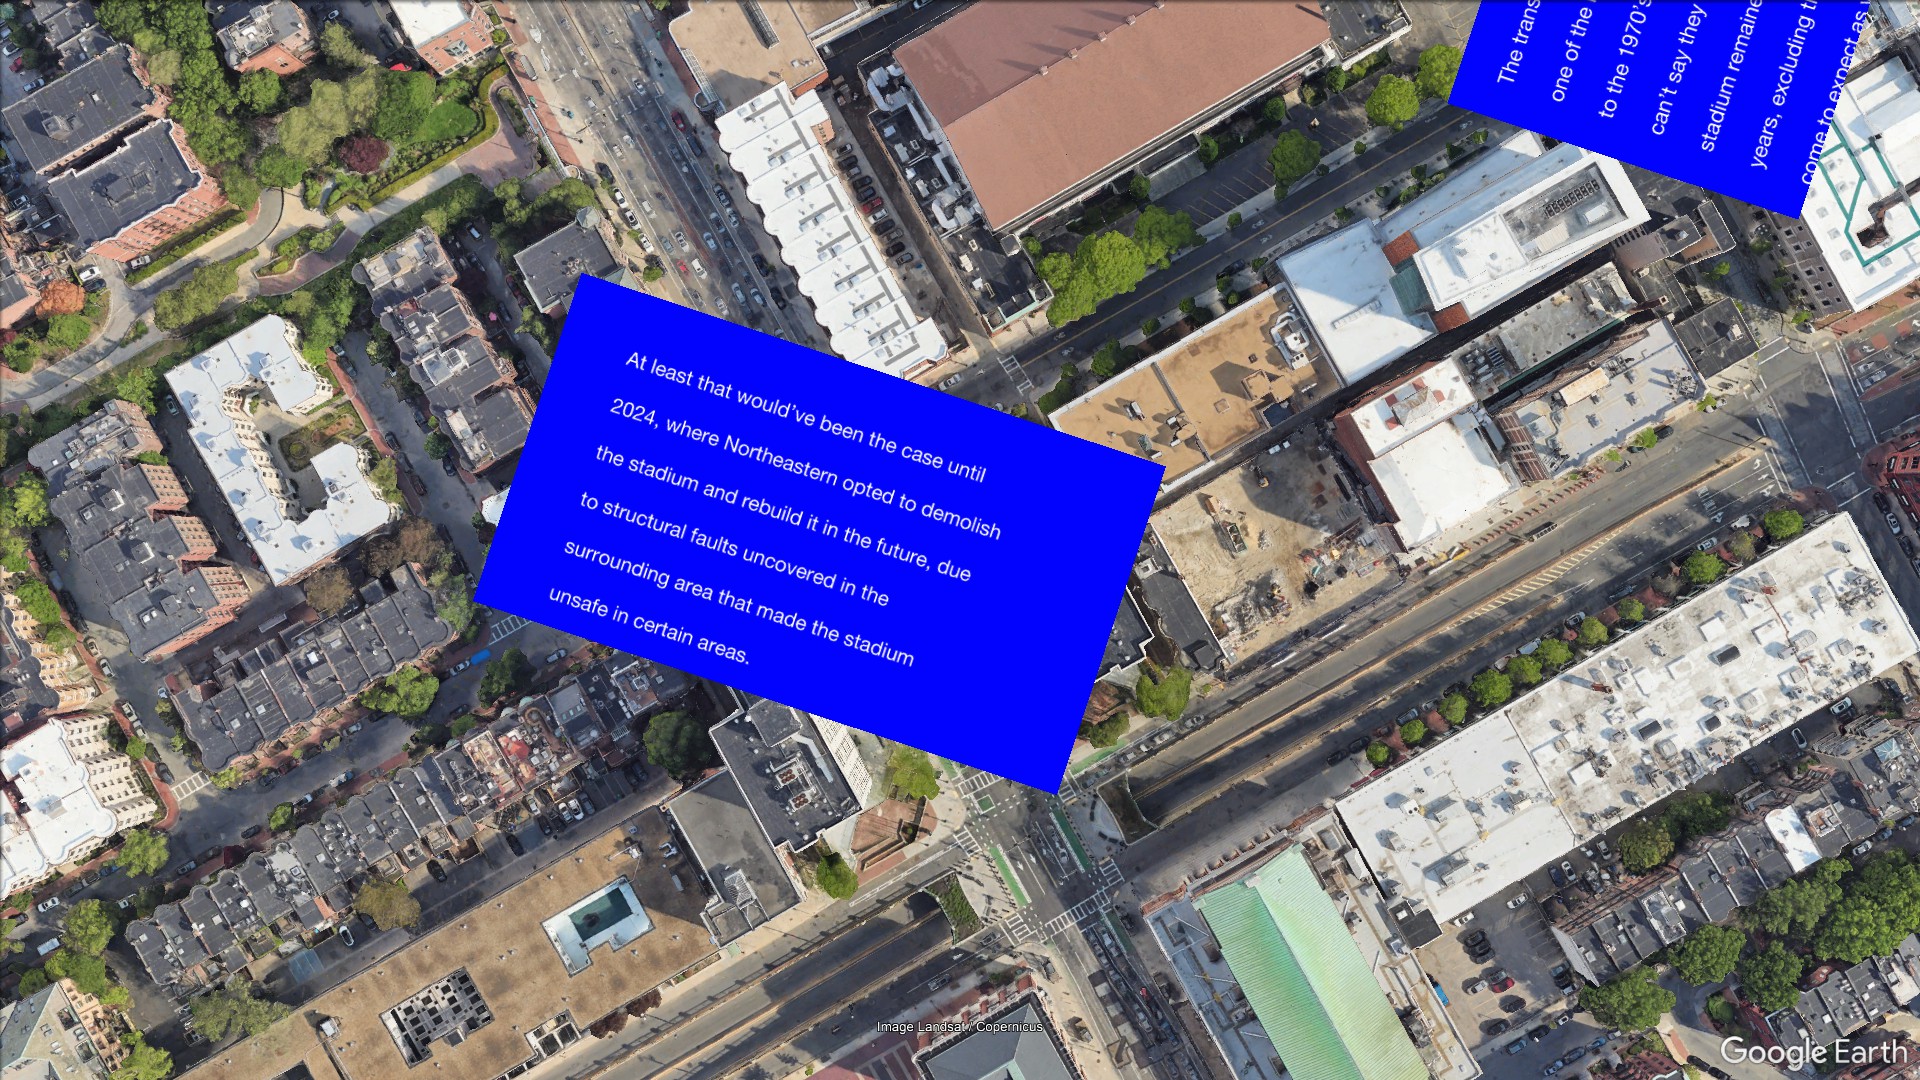 At least that would've been the case until
2024, where Northeastern opted to demolish
the stadium and rebuild it in the future, due
to structural faults uncovered in the
surrounding area that made the stadium
unsafe in certain areas.
The trans
one of the
to the 1970's
can't say they
stadium remaine
years, excluding
come to expect as
Image Landsat / Copernicus
Google Earth